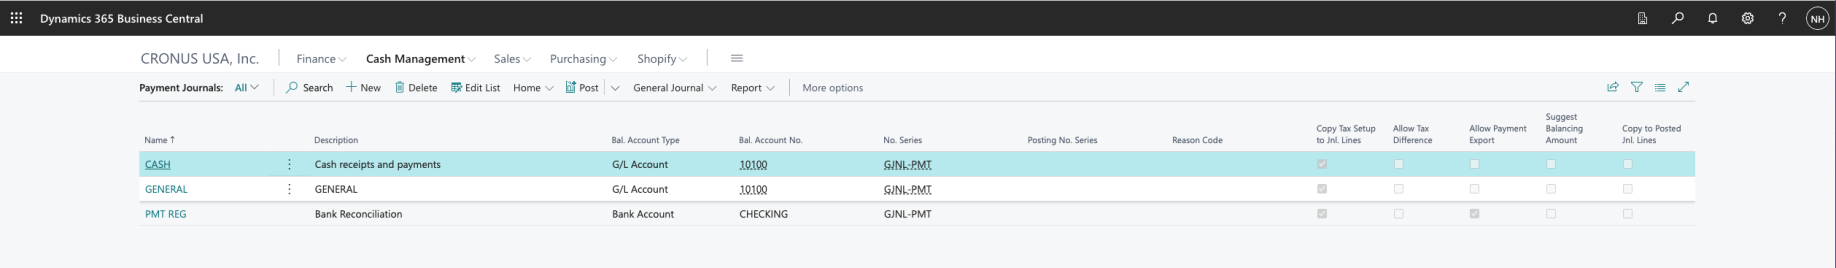 Dynamics 365 Business Central
NH
CRONUS USA, Inc. Finance Cash Management Sales Purchasing Shopify
Payment Journals: All Search New Delete Edit List Home Post General Journal Report More options
Name ↑ Description Bal. Account Type Bal. Account No. No. Series Posting No. Series Reason Code Copy Tax Setup to Jnl. Lines Allow Tax Difference Allow Payment Export Suggest Balancing Amount Copy to Posted Jnl. Lines
CASH Cash receipts and payments G/L Account 10100 GJNL-PMT
GENERAL GENERAL G/L Account 10100 GJNL-PMT
PMT REG Bank Reconciliation Bank Account CHECKING GJNL-PMT